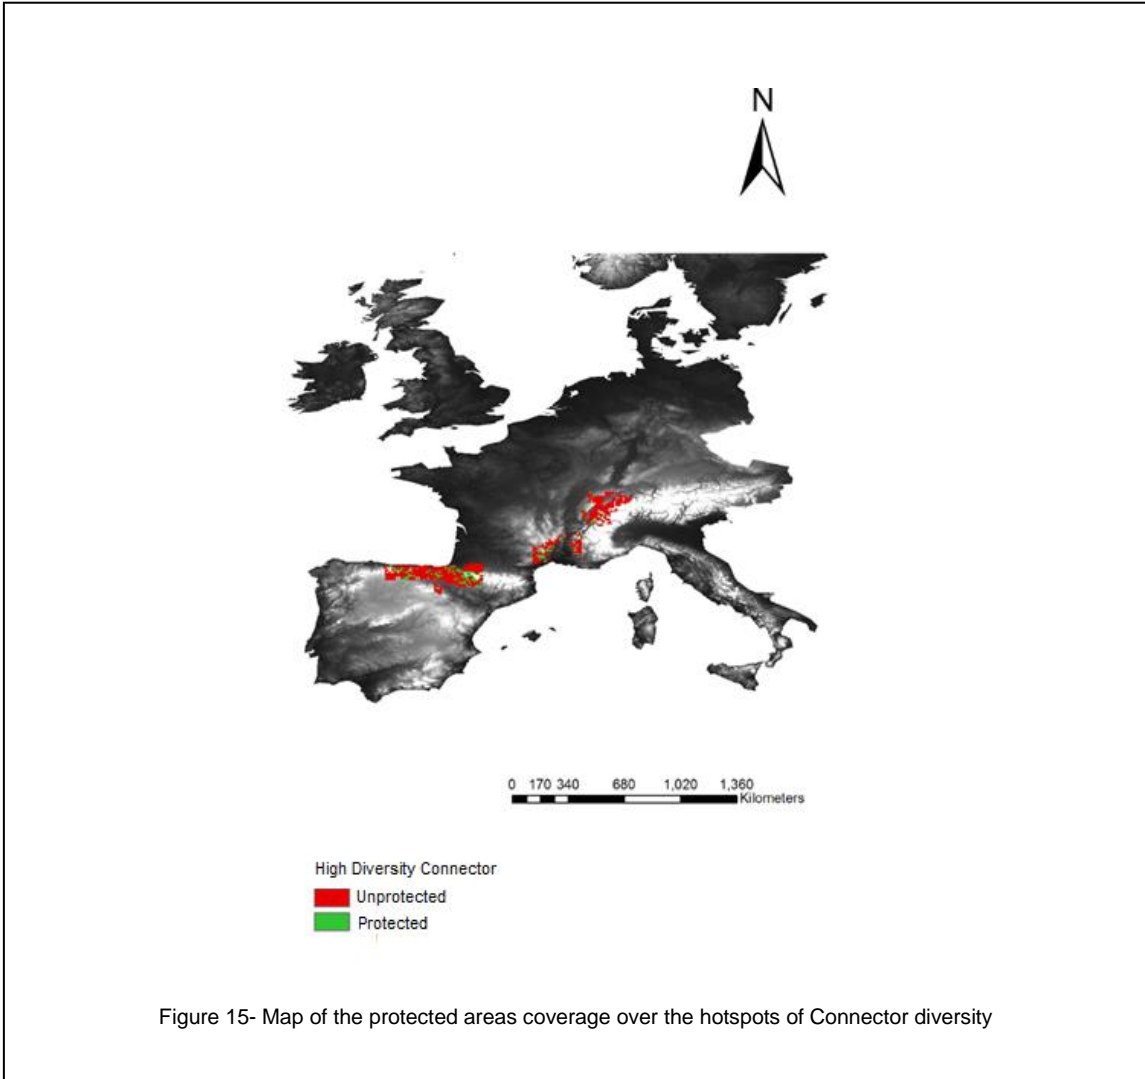 N
0 170 340 680 1,020 1,360
Kilometers
High Diversity Connector
Unprotected
Protected
Figure 15- Map of the protected areas coverage over the hotspots of Connector diversity